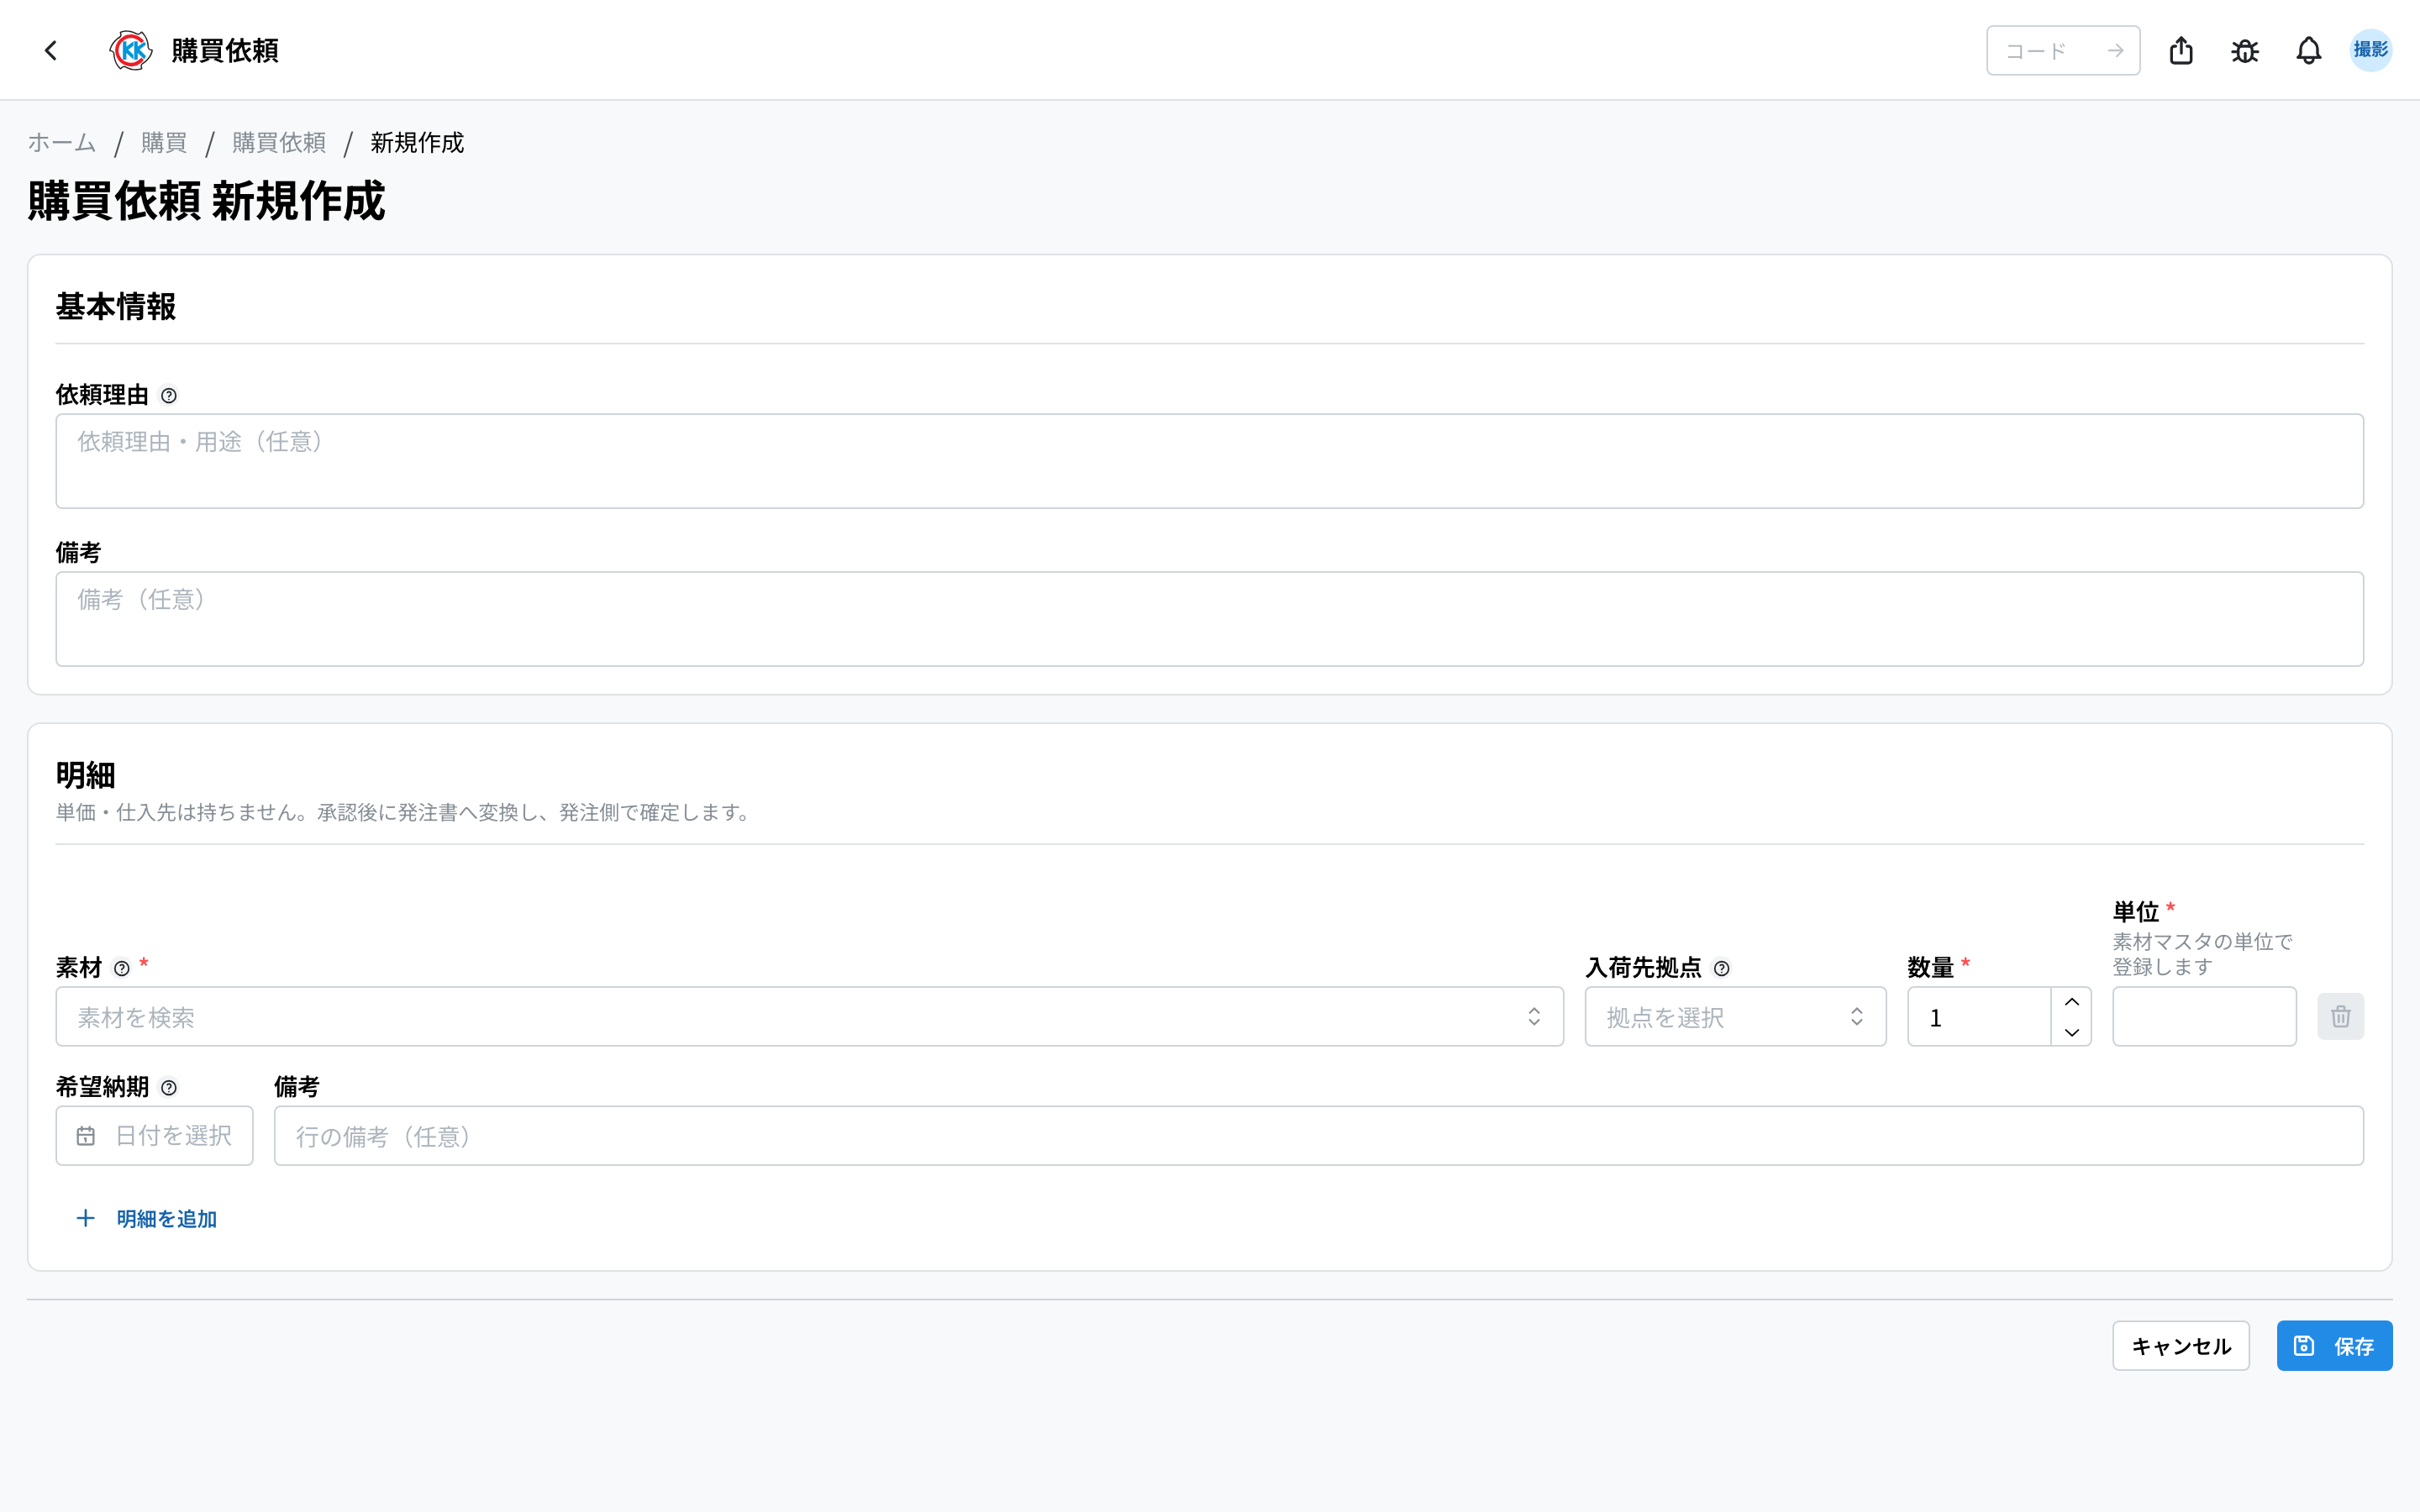 KK 購買依頼
コード
撮影
ホーム / 購買 / 購買依頼 / 新規作成
購買依頼 新規作成
基本情報
依頼理由
依頼理由・用途（任意）
備考
備考（任意）
明細
単価・仕入先は持ちません。承認後に発注書へ変換し、発注側で確定します。
素材 *
素材を検索
入荷先拠点
拠点を選択
数量 *
1
単位 *
素材マスタの単位で
登録します
希望納期
日付を選択
備考
行の備考（任意）
明細を追加
キャンセル
保存